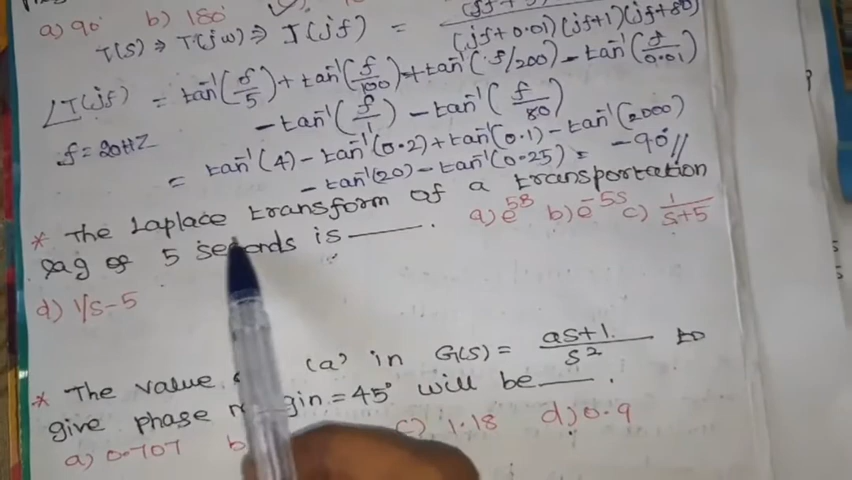 a) 90 b) 180
T(s) ⇒ T(jω) ⇒ T(jf) =
(jf+0.01)(jf+1)(jf+80)
∠T(jf) = tan⁻¹(f/5) + tan⁻¹(f/100) + tan⁻¹(f/200) - tan⁻¹(f/0.01)
- tan⁻¹(f/1) - tan⁻¹(f/80)
f = 20HZ
= tan⁻¹(4) - tan⁻¹(0.2) + tan⁻¹(0.1) - tan⁻¹(2000)
- tan⁻¹(20) - tan⁻¹(0.25) = -90°//
* The Laplace transform of a transportation
lag of 5 seconds is ——. a) e^5s b) e^-5s c) 1/s+5
d) 1/s-5
* The value (a) in G(s) = as+1/s² to
give phase margin = 45° will be ——.
a) 0.707 b c) 1.18 d) 0.9